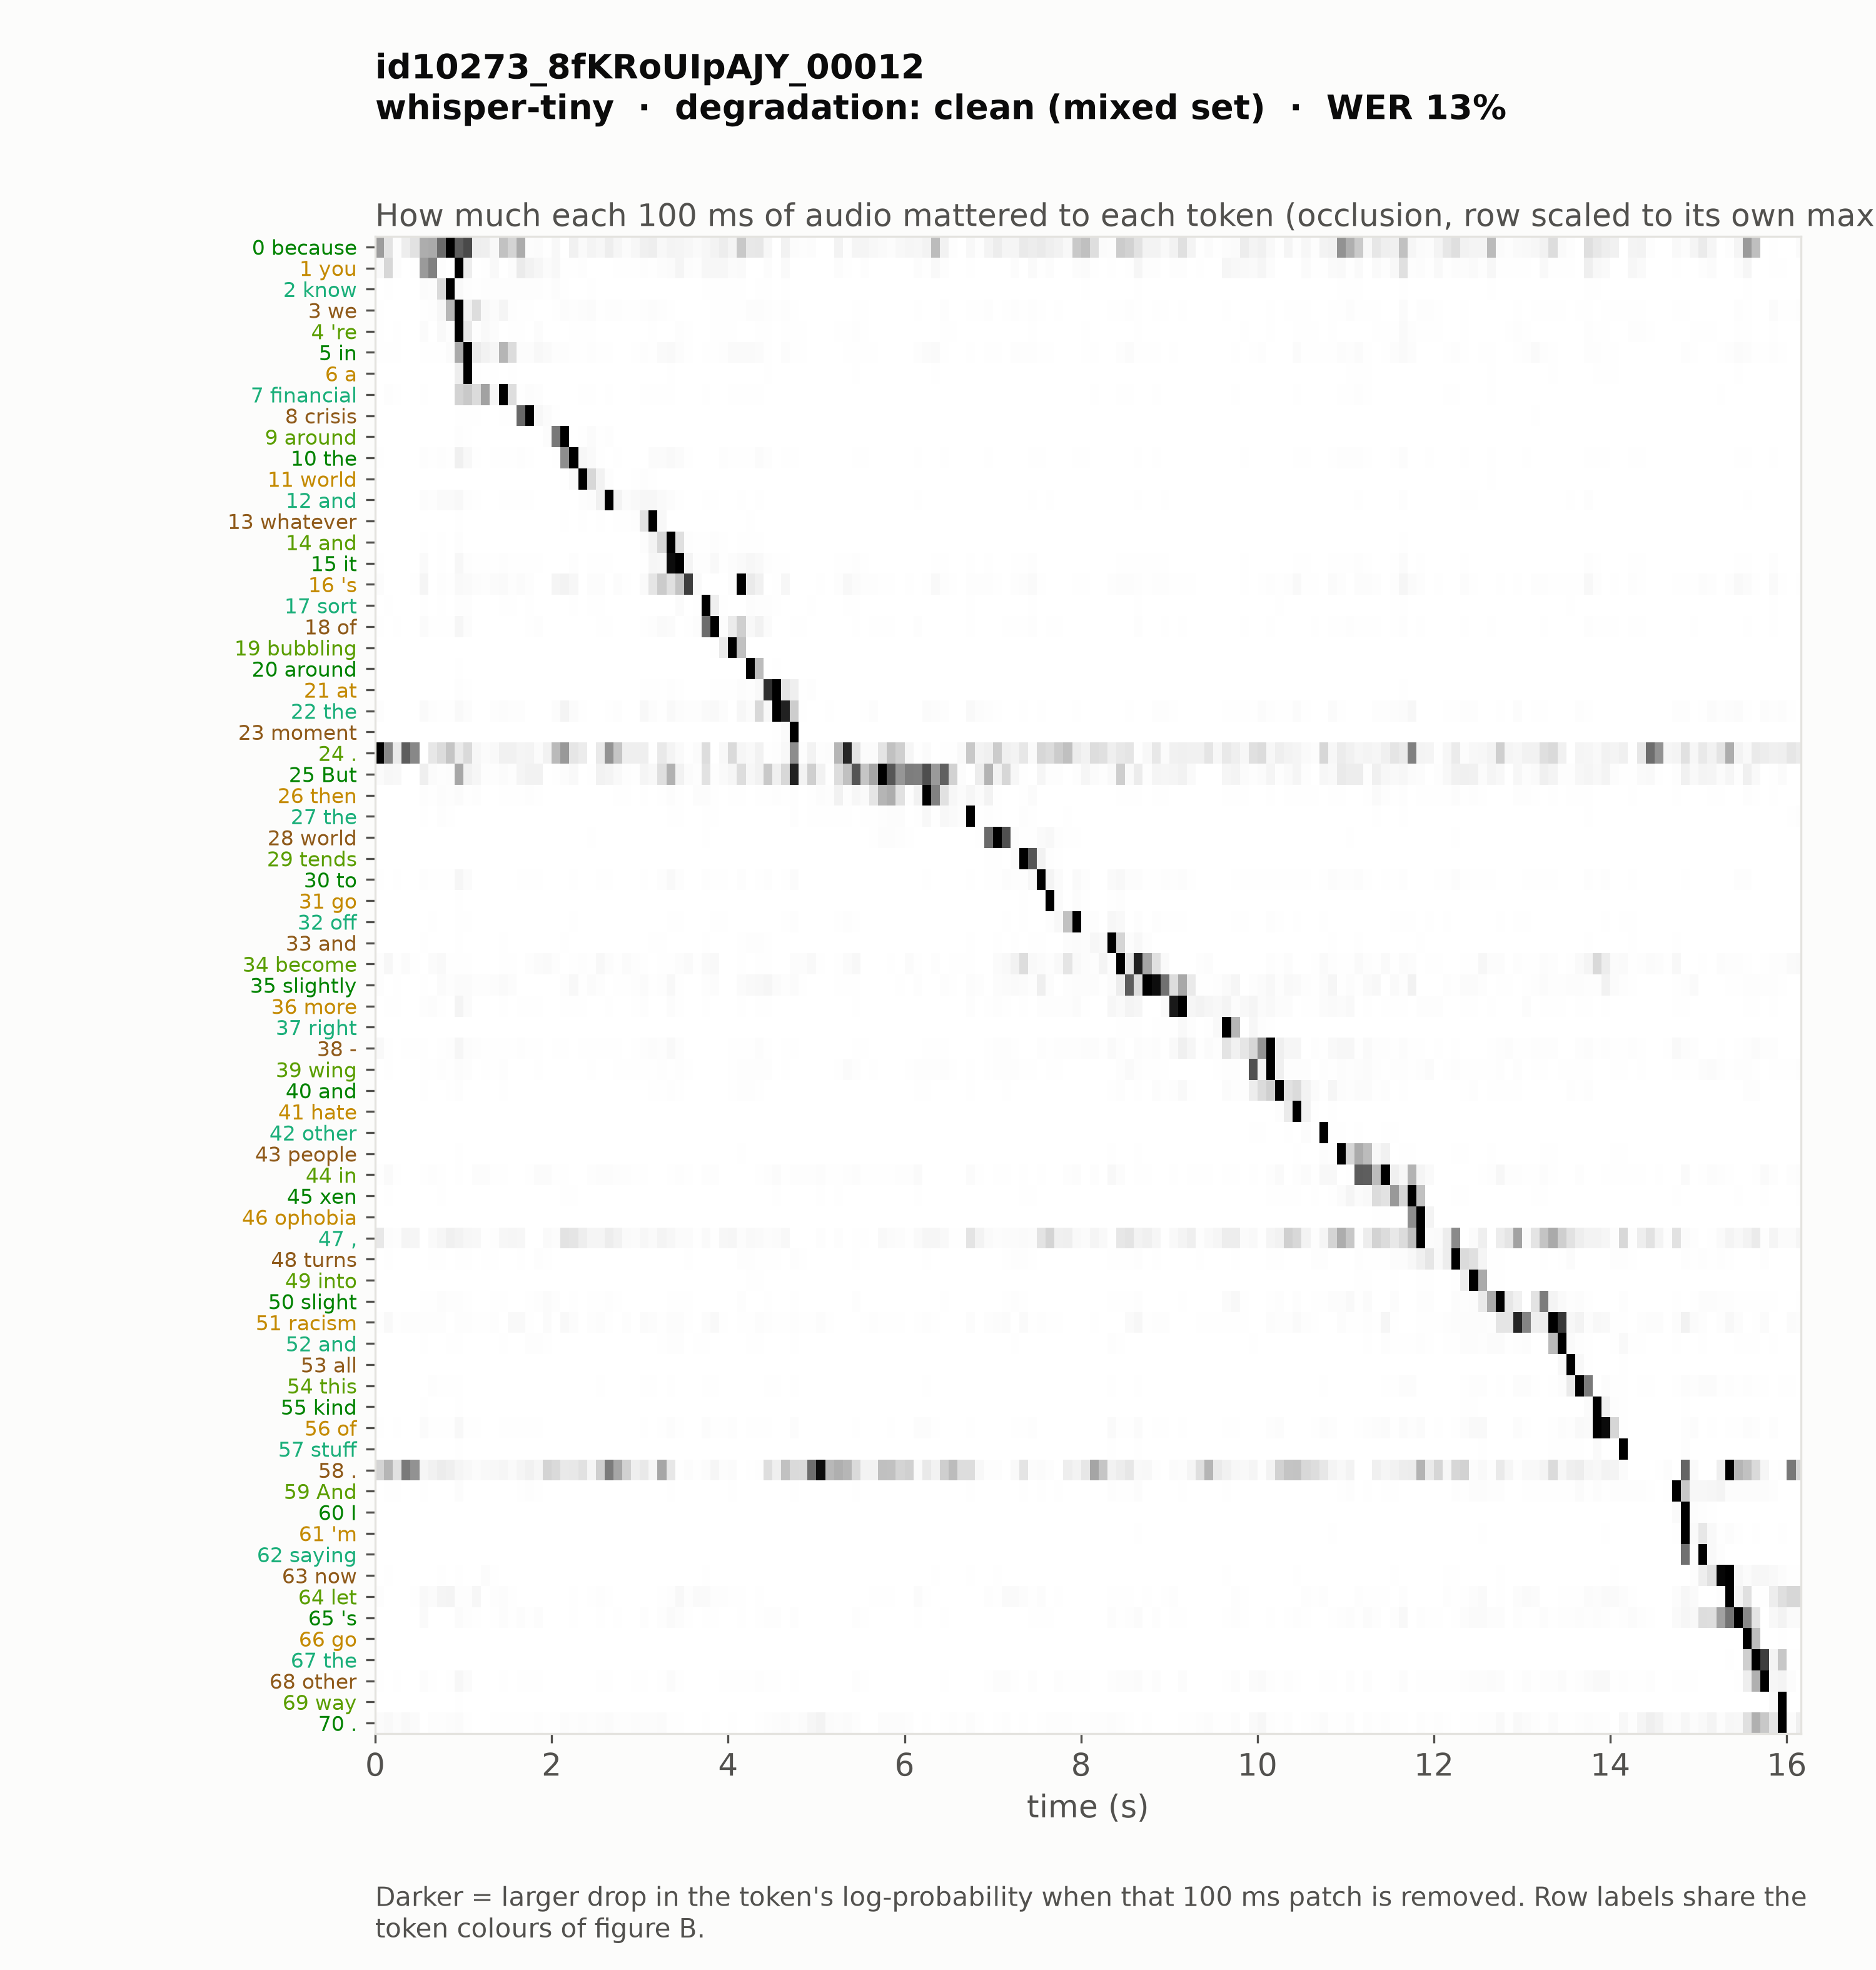 id10273_8fKRoUIpAJY_00012
whisper-tiny · degradation: clean (mixed set) · WER 13%
How much each 100 ms of audio mattered to each token (occlusion, row scaled to its own max
0 because
1 you
2 know
3 we
4 're
5 in
6 a
7 financial
8 crisis
9 around
10 the
11 world
12 and
13 whatever
14 and
15 it
16 's
17 sort
18 of
19 bubbling
20 around
21 at
22 the
23 moment
24 .
25 But
26 then
27 the
28 world
29 tends
30 to
31 go
32 off
33 and
34 become
35 slightly
36 more
37 right
38 -
39 wing
40 and
41 hate
42 other
43 people
44 in
45 xen
46 ophobia
47 ,
48 turns
49 into
50 slight
51 racism
52 and
53 all
54 this
55 kind
56 of
57 stuff
58 .
59 And
60 I
61 'm
62 saying
63 now
64 let
65 's
66 go
67 the
68 other
69 way
70 .
0 2 4 6 8 10 12 14 16
time (s)
Darker = larger drop in the token's log-probability when that 100 ms patch is removed. Row labels share the
token colours of figure B.